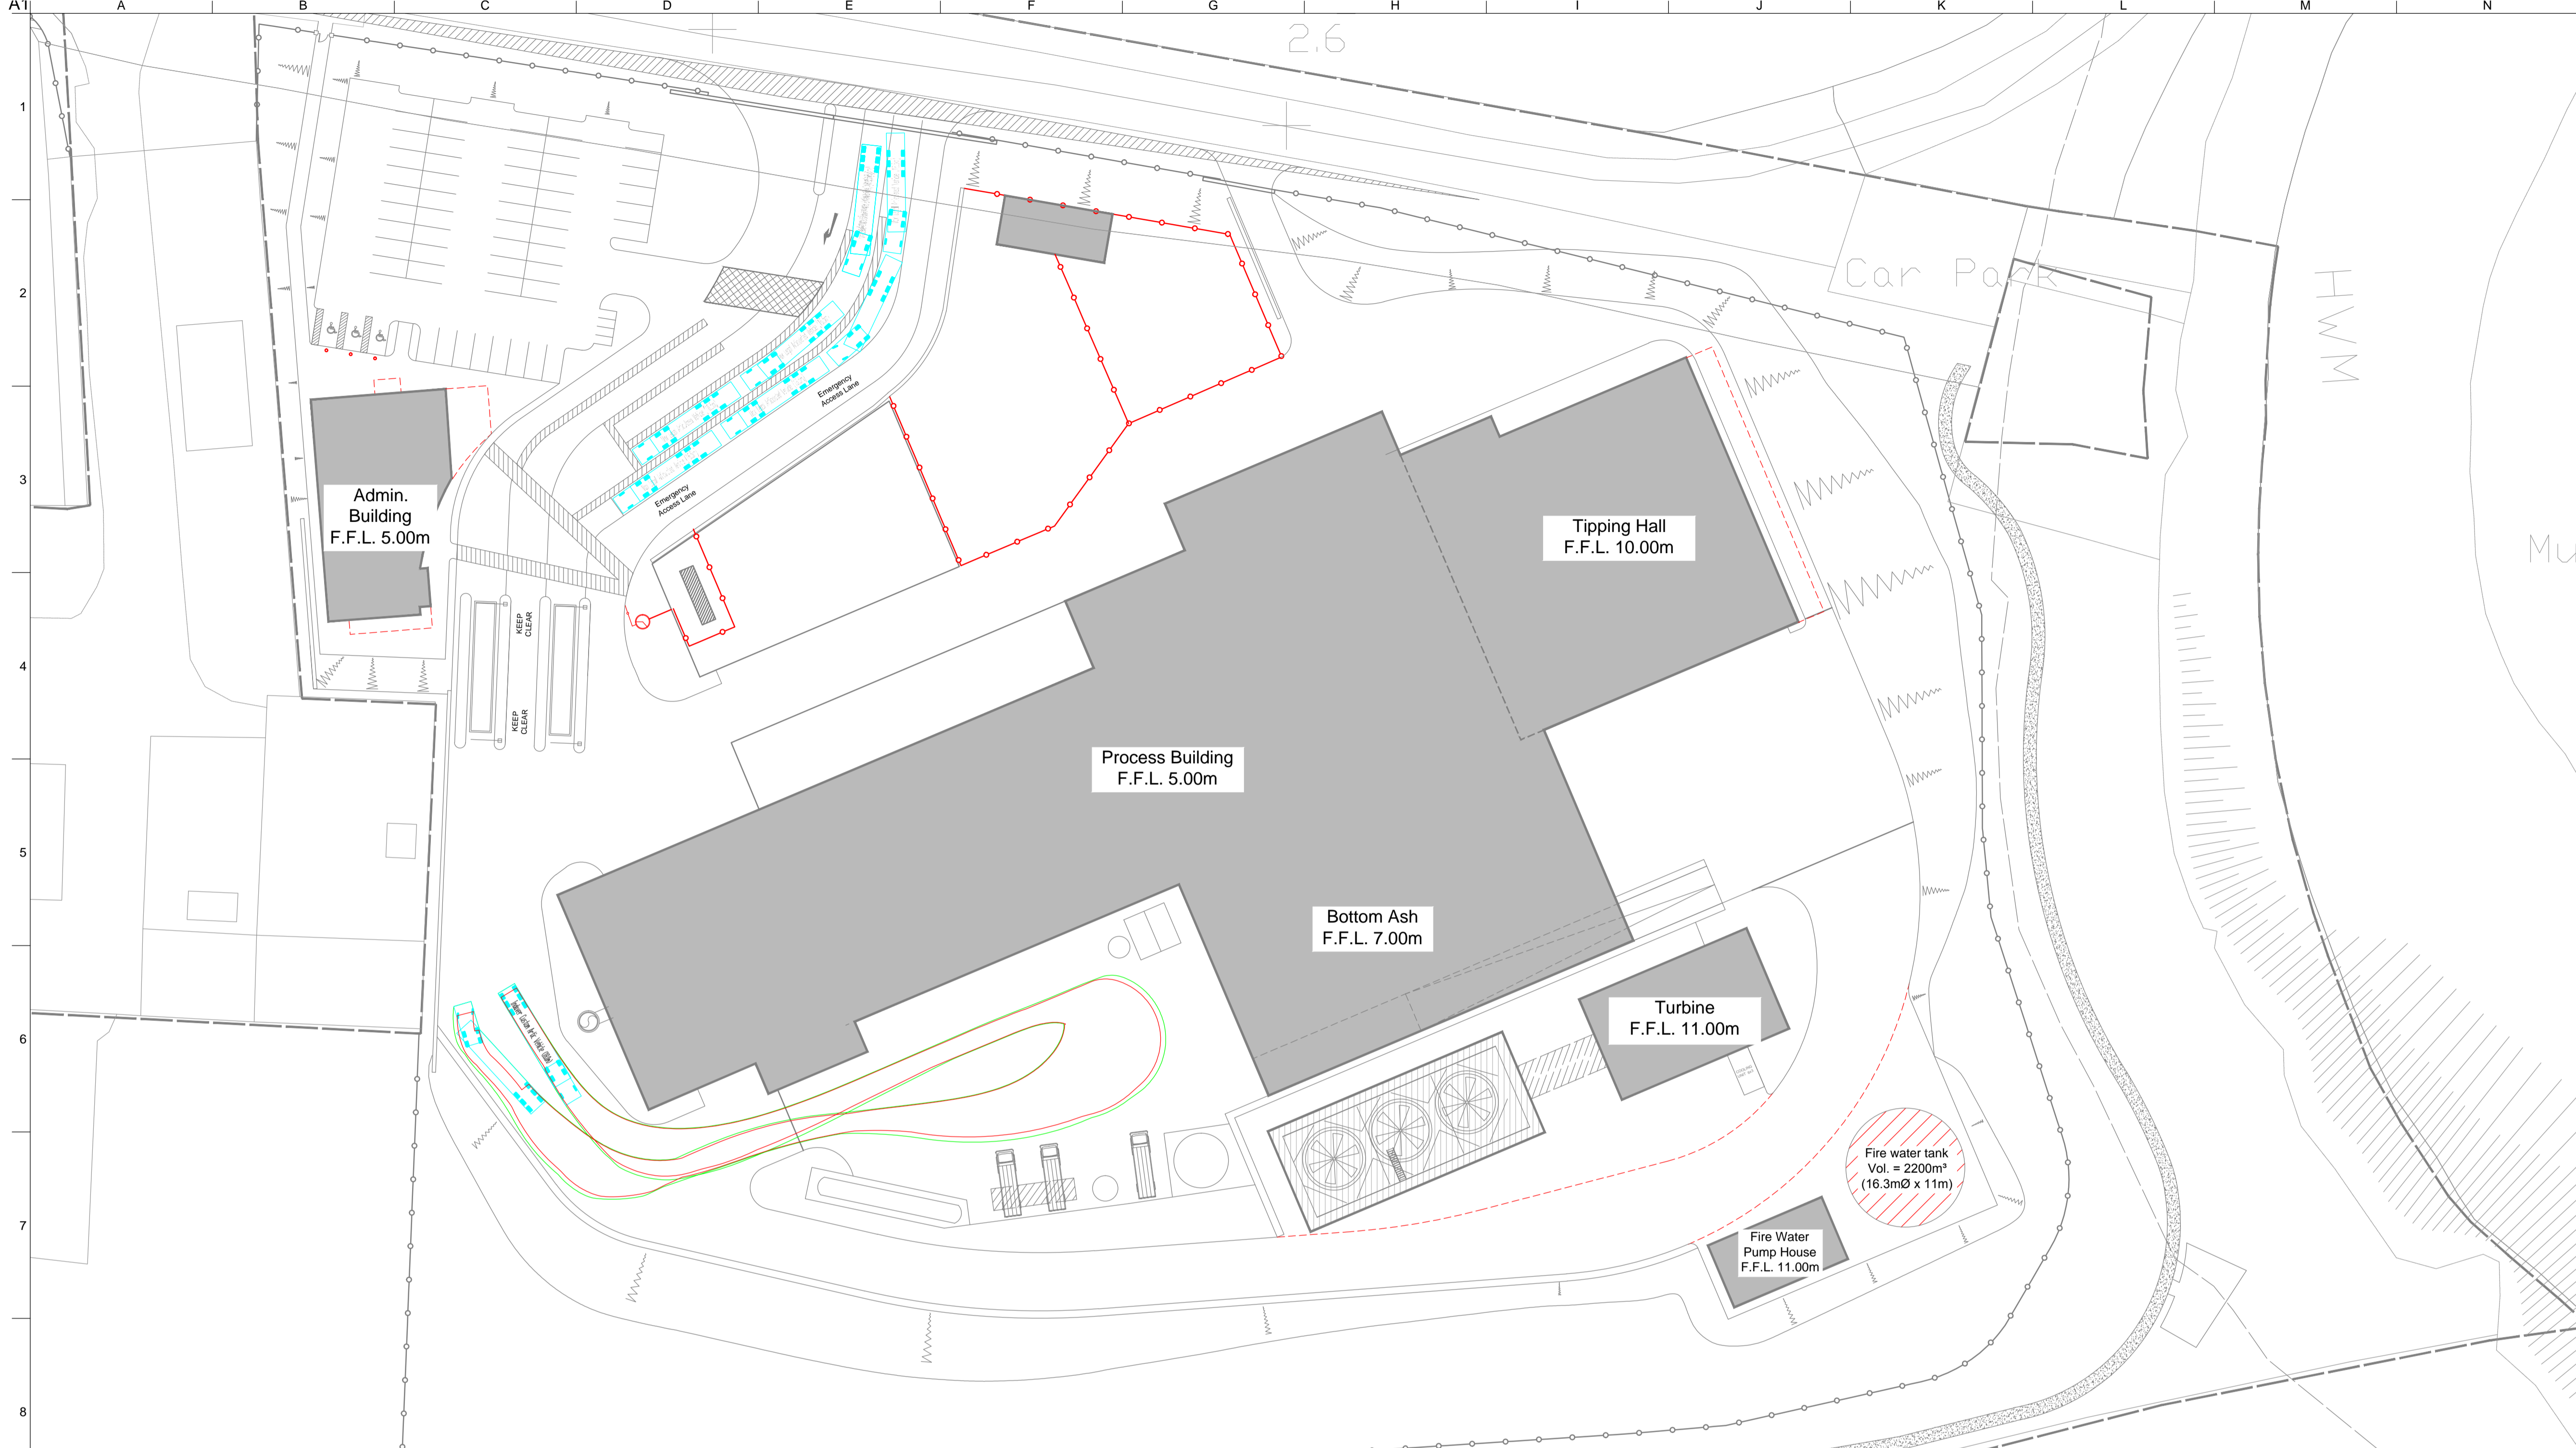 A1
A B C D E F G H I J K L M N
2.6
1
2
Car Park
HWM
Emergency
Access Lane
3
Emergency
Access Lane
Admin.
Building
F.F.L. 5.00m
Tipping Hall
F.F.L. 10.00m
KEEP
CLEAR
4
KEEP
CLEAR
Process Building
F.F.L. 5.00m
5
Bottom Ash
F.F.L. 7.00m
Turbine
F.F.L. 11.00m
6
Fire water tank
Vol. = 2200m³
(16.3mØ x 11m)
7
Fire Water
Pump House
F.F.L. 11.00m
8